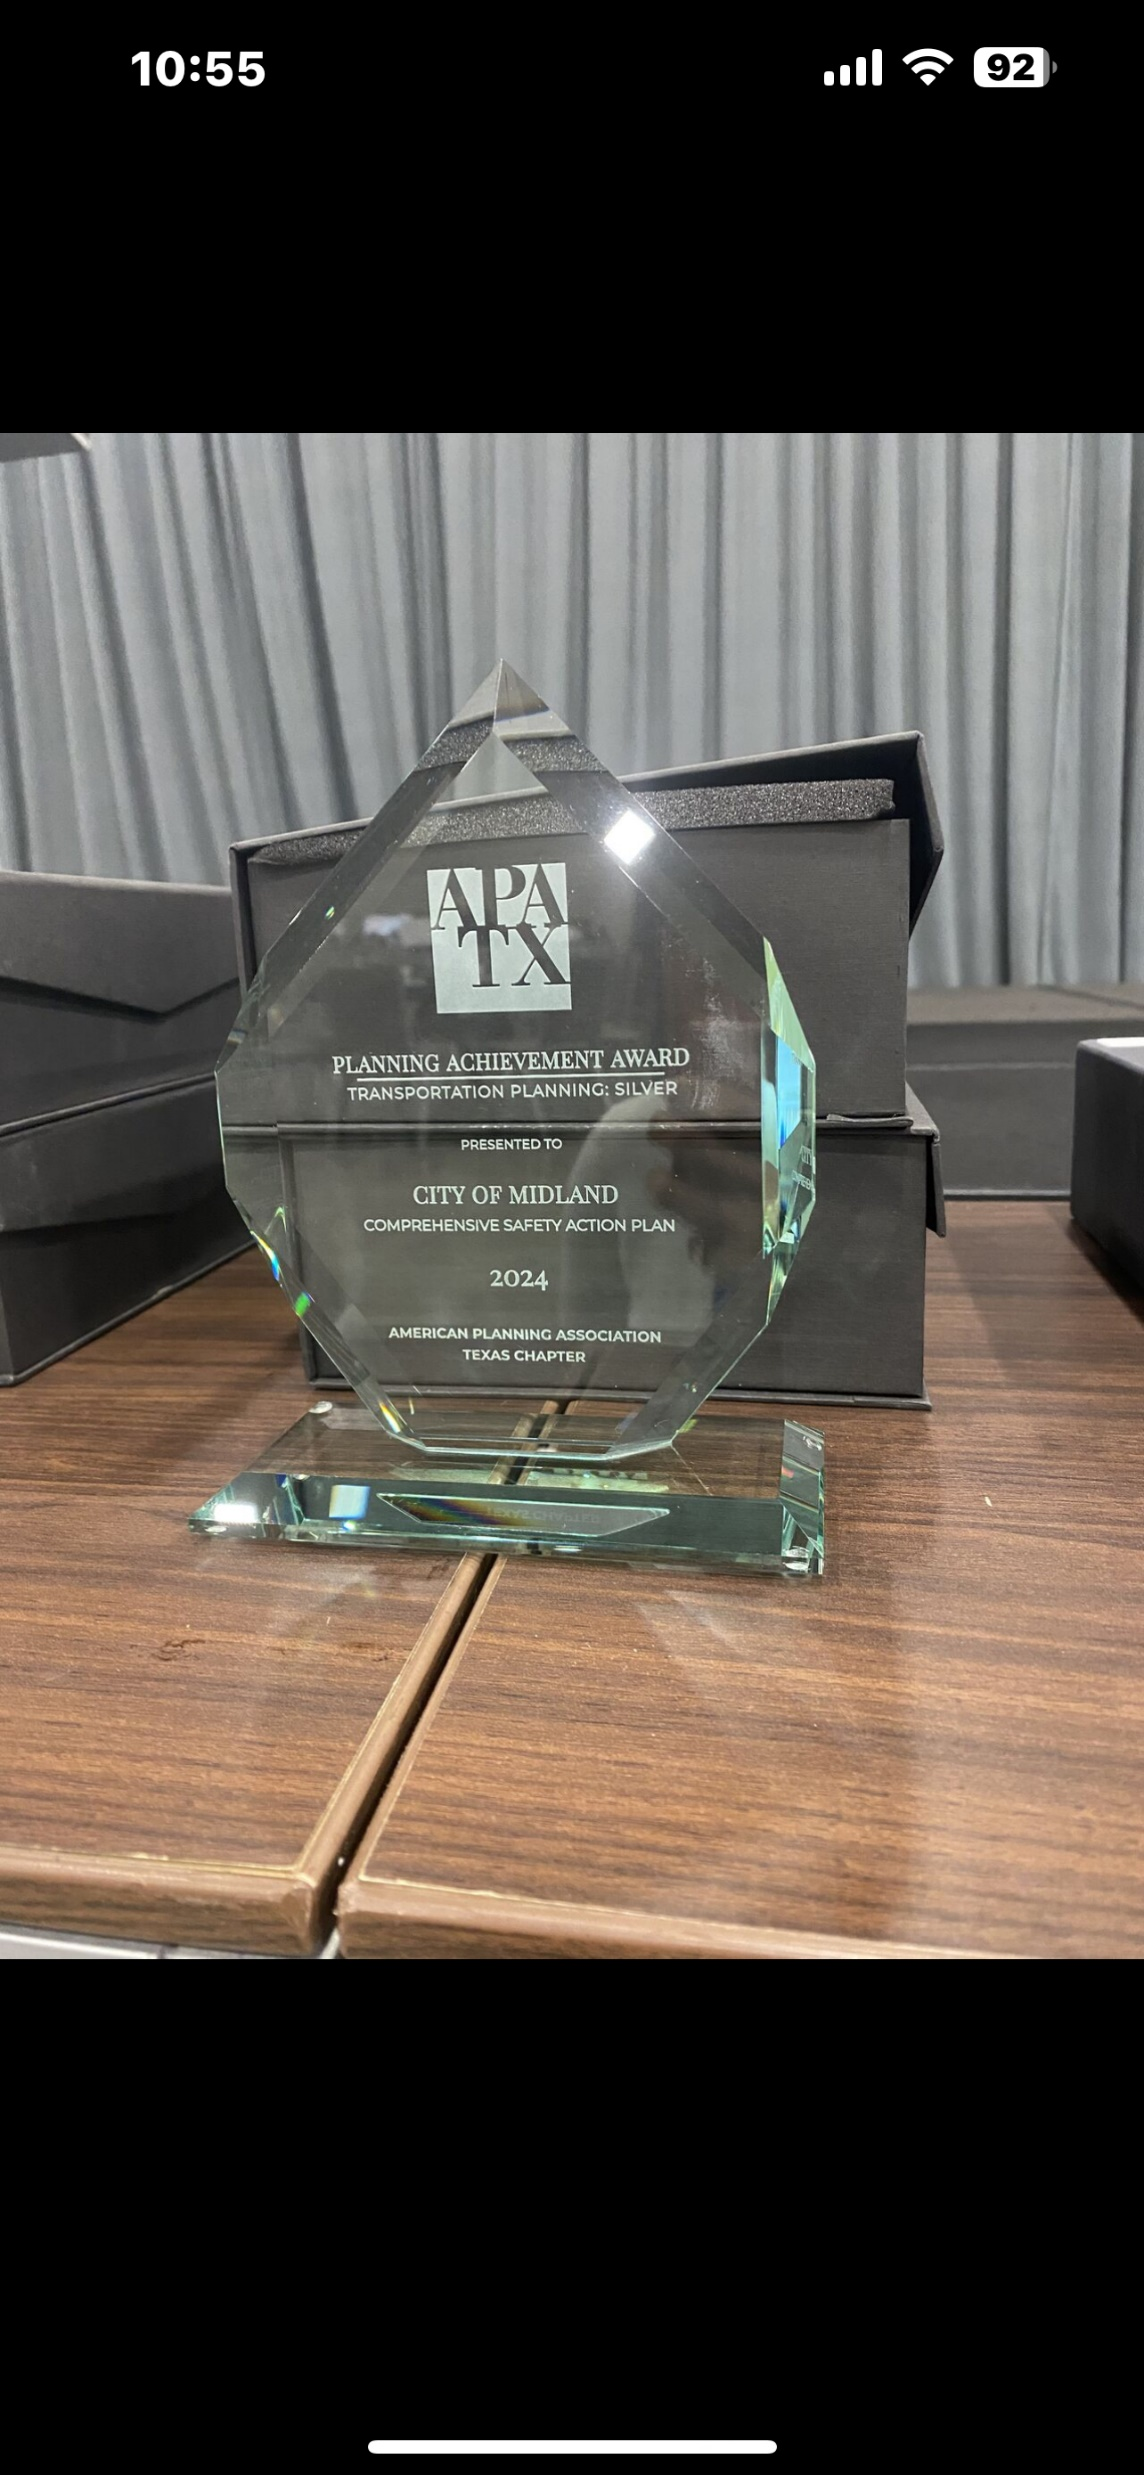 10:55
92
APA
TX
PLANNING ACHIEVEMENT AWARD
TRANSPORTATION PLANNING: SILVER
PRESENTED TO
CITY OF MIDLAND
COMPREHENSIVE SAFETY ACTION PLAN
2024
AMERICAN PLANNING ASSOCIATION
TEXAS CHAPTER